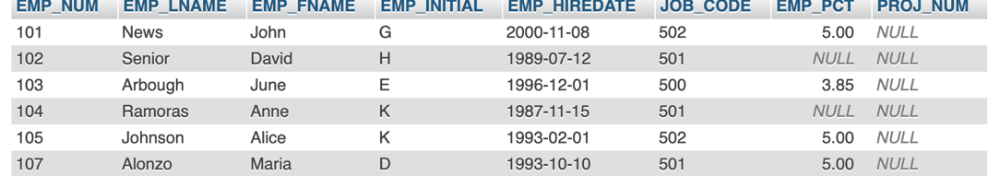 EMP_NUM EMP_LNAME EMP_FNAME EMP_INITIAL EMP_HIREDATE JOB_CODE EMP_PCT PROJ_NUM
101 News John G 2000-11-08 502 5.00 NULL
102 Senior David H 1989-07-12 501 NULL NULL
103 Arbough June E 1996-12-01 500 3.85 NULL
104 Ramoras Anne K 1987-11-15 501 NULL NULL
105 Johnson Alice K 1993-02-01 502 5.00 NULL
107 Alonzo Maria D 1993-10-10 501 5.00 NULL